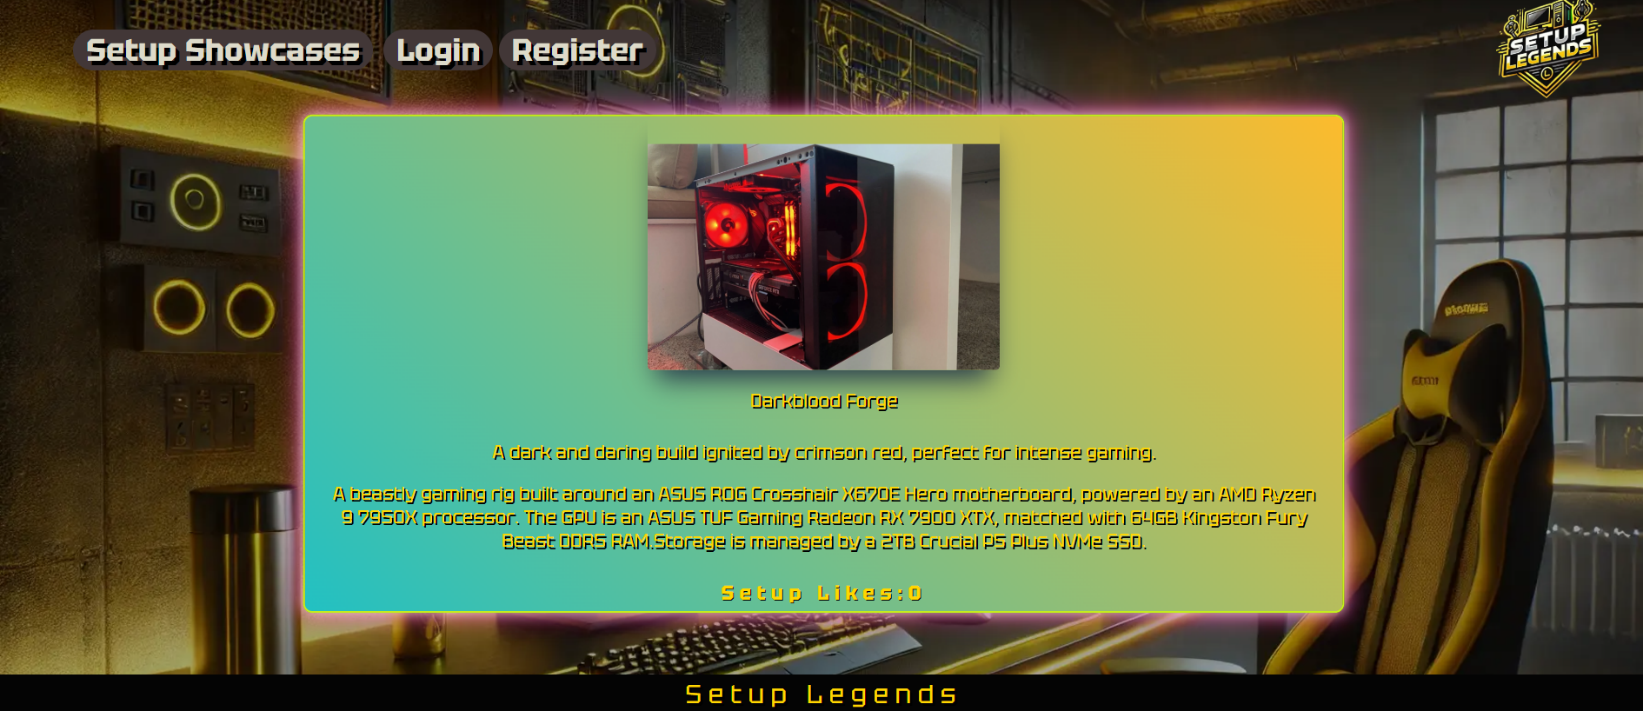 Setup Showcases Login Register
SETUP
LEGENDS
Darkblood Forge
A dark and daring build ignited by crimson red, perfect for intense gaming.
A beastly gaming rig built around an ASUS ROG Crosshair X670E Hero motherboard, powered by an AMD Ryzen
9 7950X processor. The GPU is an ASUS TUF Gaming Radeon RX 7900 XTX, matched with 64GB Kingston Fury
Beast DDR5 RAM.Storage is managed by a 2TB Crucial P5 Plus NVMe SSD.
Setup Likes:0
Setup Legends